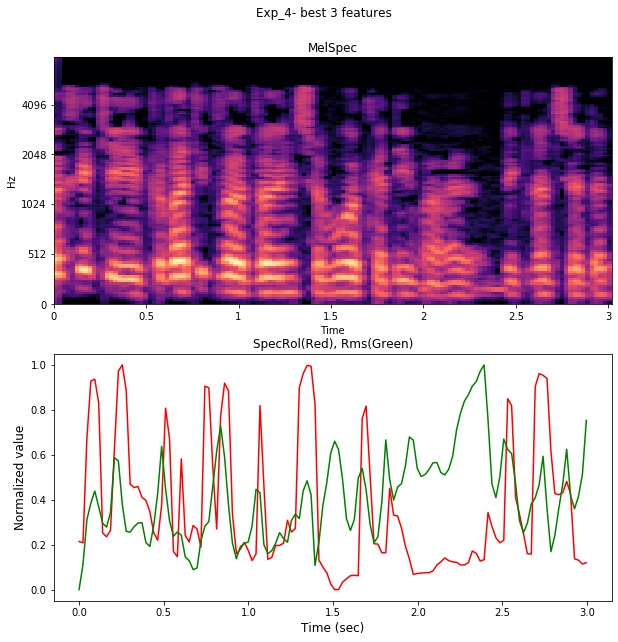 Exp_4- best 3 features
MelSpec
4096
2048
1024
512
0
Hz
0 0.5 1 1.5 2 2.5 3
Time
SpecRol(Red), Rms(Green)
1.0
0.8
0.6
0.4
0.2
0.0
Normalized value
0.0 0.5 1.0 1.5 2.0 2.5 3.0
Time (sec)